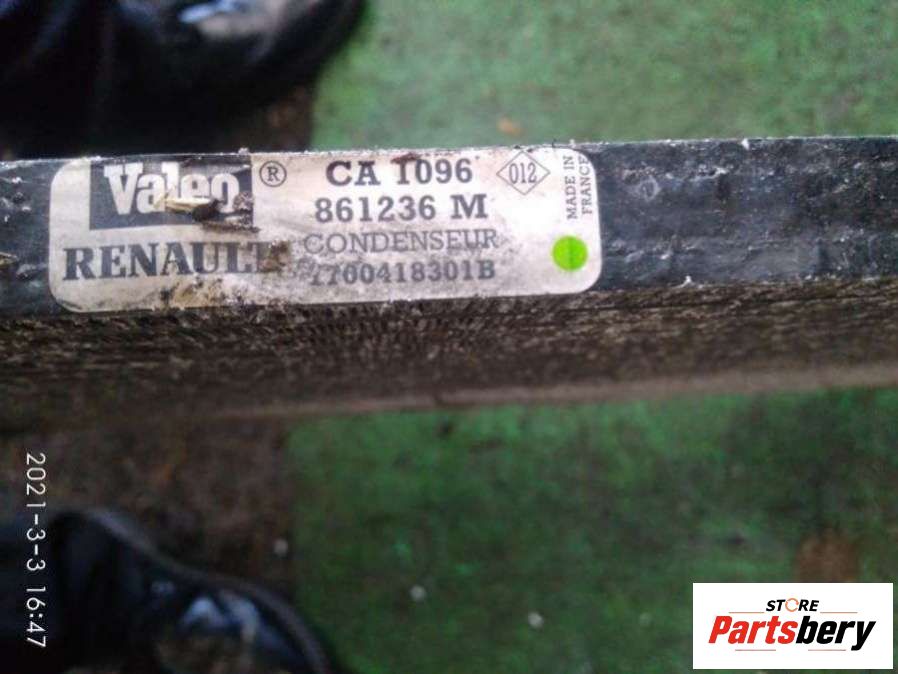 Valeo ® CA 1096 012
861236 M
RENAULT CONDENSEUR
7700418301B
MADE IN
FRANCE
2021-3-3 16:47
STORE
Partsbery